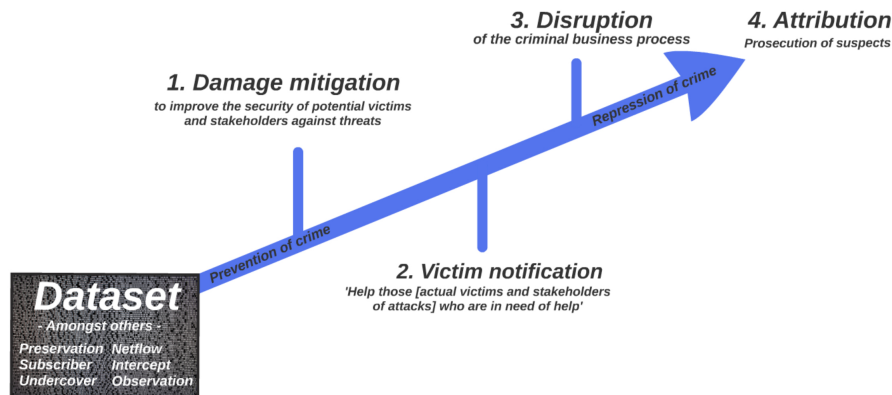 3. Disruption
of the criminal business process
4. Attribution
Prosecution of suspects
1. Damage mitigation
to improve the security of potential victims
and stakeholders against threats
Repression of crime
Prevention of crime
2. Victim notification
'Help those [actual victims and stakeholders
of attacks] who are in need of help'
Dataset
- Amongst others -
Preservation Netflow
Subscriber Intercept
Undercover Observation